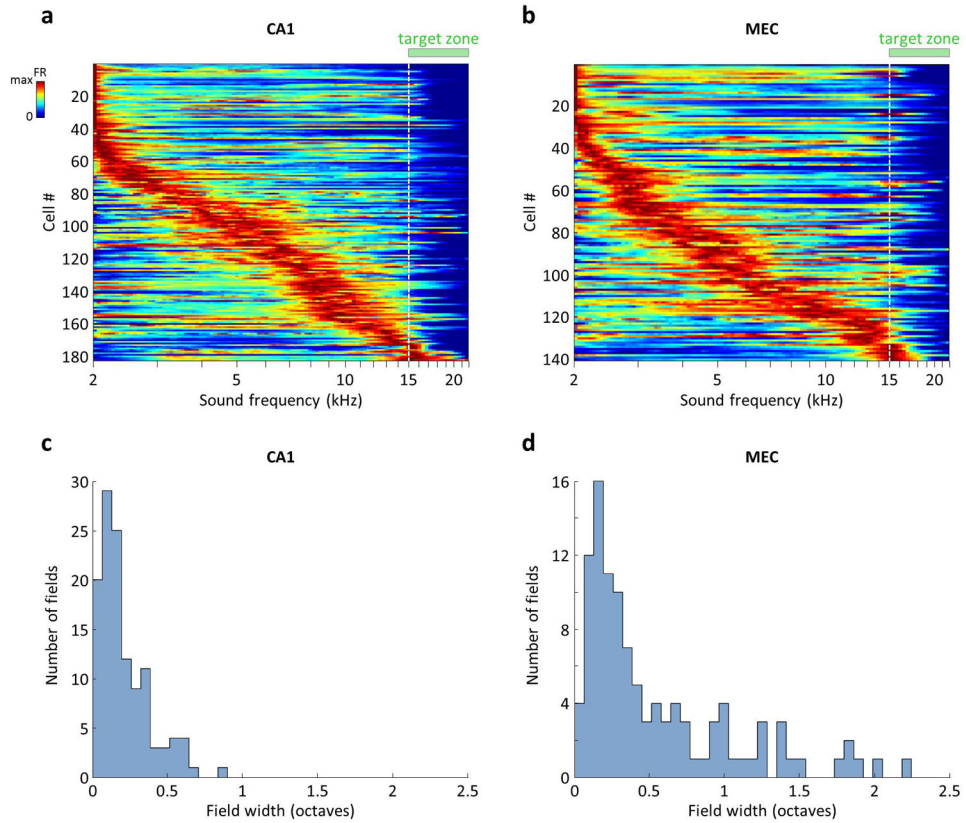 a
CA1
target zone
FR
max
0
20
40
60
80
100
120
140
160
180
Cell #
2 5 10 15 20
Sound frequency (kHz)
b
MEC
target zone
20
40
60
80
100
120
140
Cell #
2 5 10 15 20
Sound frequency (kHz)
c
CA1
30
25
20
15
10
5
0
Number of fields
0 0.5 1 1.5 2 2.5
Field width (octaves)
d
MEC
16
12
8
4
0
Number of fields
0 0.5 1 1.5 2 2.5
Field width (octaves)